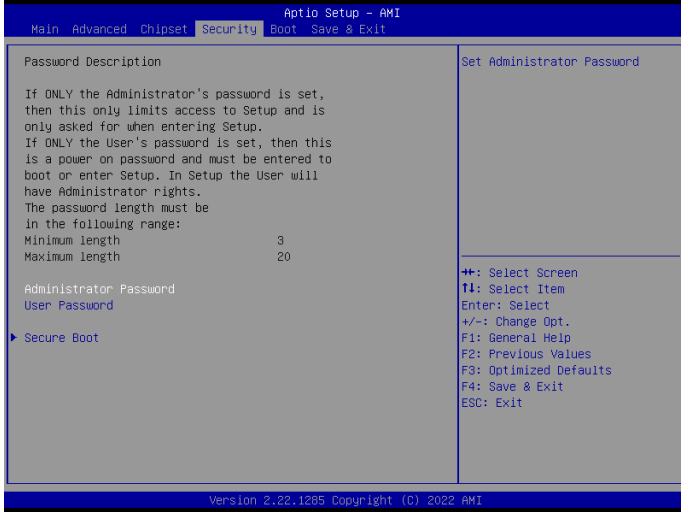 Aptio Setup – AMI
Main Advanced Chipset Security Boot Save & Exit
Password Description
If ONLY the Administrator's password is set,
then this only limits access to Setup and is
only asked for when entering Setup.
If ONLY the User's password is set, then this
is a power on password and must be entered to
boot or enter Setup. In Setup the User will
have Administrator rights.
The password length must be
in the following range:
Minimum length 3
Maximum length 20
Administrator Password
User Password
Secure Boot
Set Administrator Password
→←: Select Screen
↑↓: Select Item
Enter: Select
+/-: Change Opt.
F1: General Help
F2: Previous Values
F3: Optimized Defaults
F4: Save & Exit
ESC: Exit
Version 2.22.1285 Copyright (C) 2022 AMI